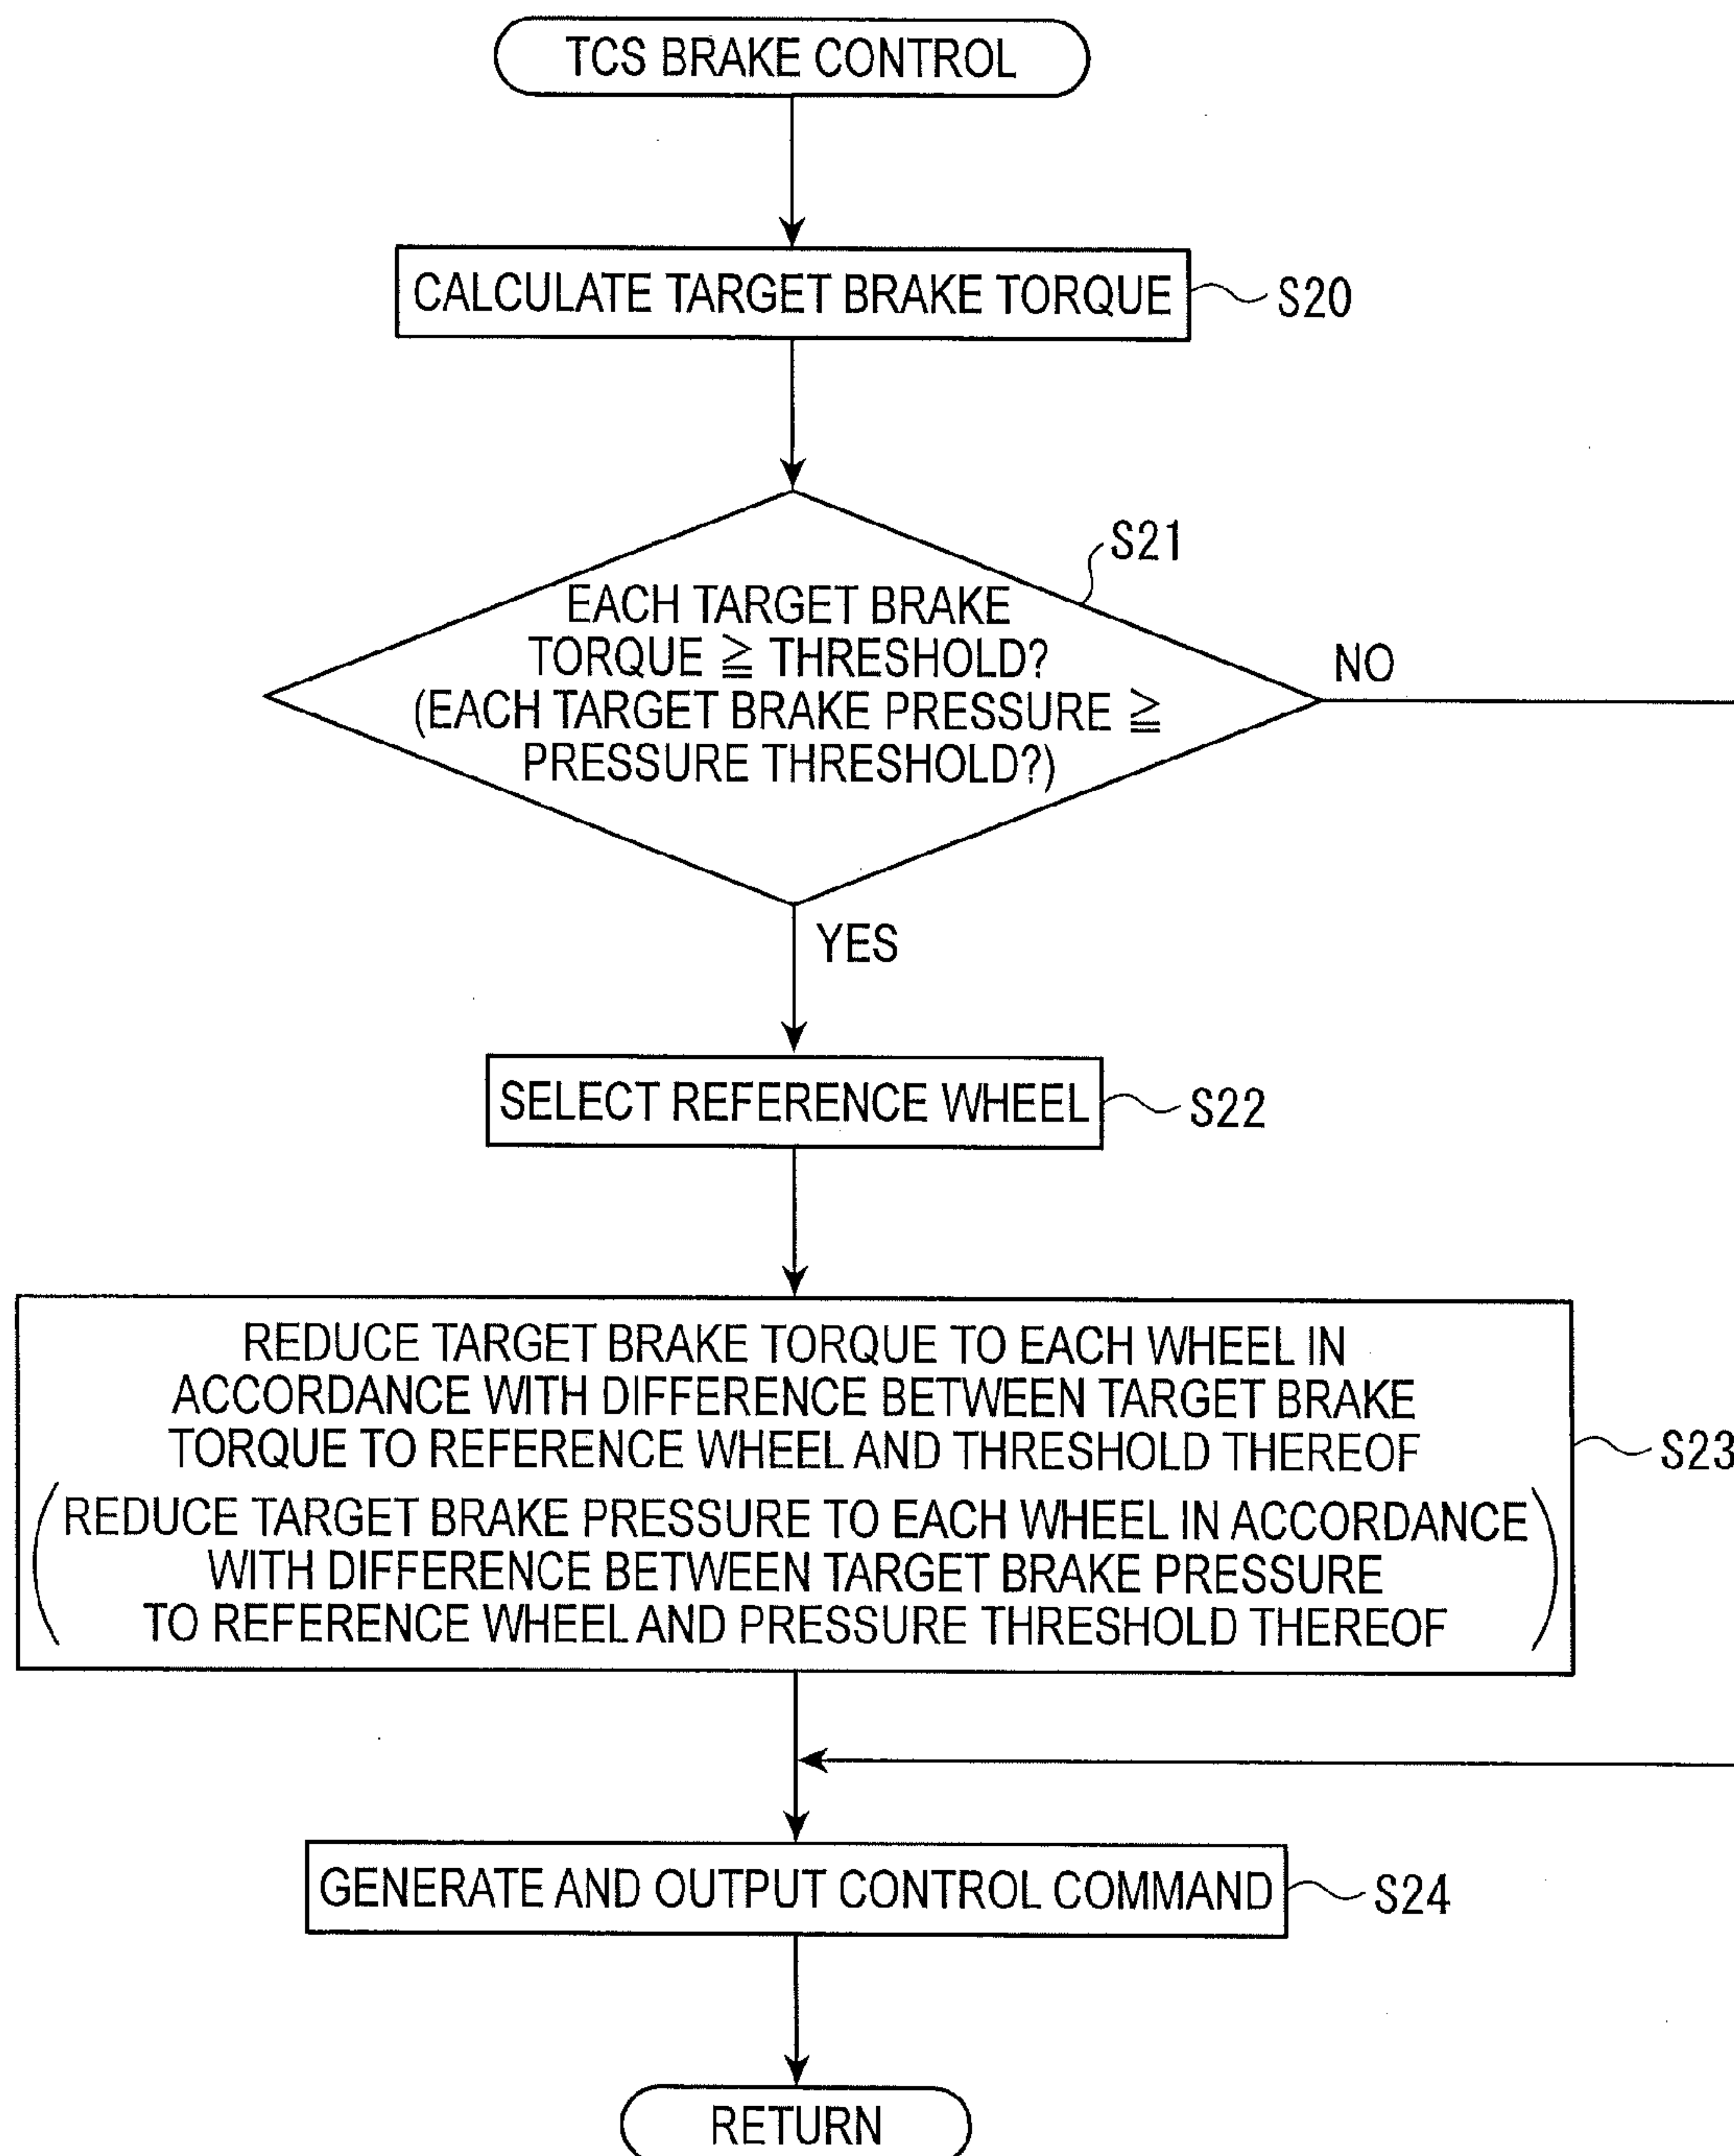 TCS BRAKE CONTROL
CALCULATE TARGET BRAKE TORQUE
S20
S21
EACH TARGET BRAKE
TORQUE ≧ THRESHOLD?
(EACH TARGET BRAKE PRESSURE ≧
PRESSURE THRESHOLD?)
NO
YES
SELECT REFERENCE WHEEL
S22
REDUCE TARGET BRAKE TORQUE TO EACH WHEEL IN
ACCORDANCE WITH DIFFERENCE BETWEEN TARGET BRAKE
TORQUE TO REFERENCE WHEEL AND THRESHOLD THEREOF
S23
(REDUCE TARGET BRAKE PRESSURE TO EACH WHEEL IN ACCORDANCE
WITH DIFFERENCE BETWEEN TARGET BRAKE PRESSURE
TO REFERENCE WHEEL AND PRESSURE THRESHOLD THEREOF)
GENERATE AND OUTPUT CONTROL COMMAND
S24
RETURN